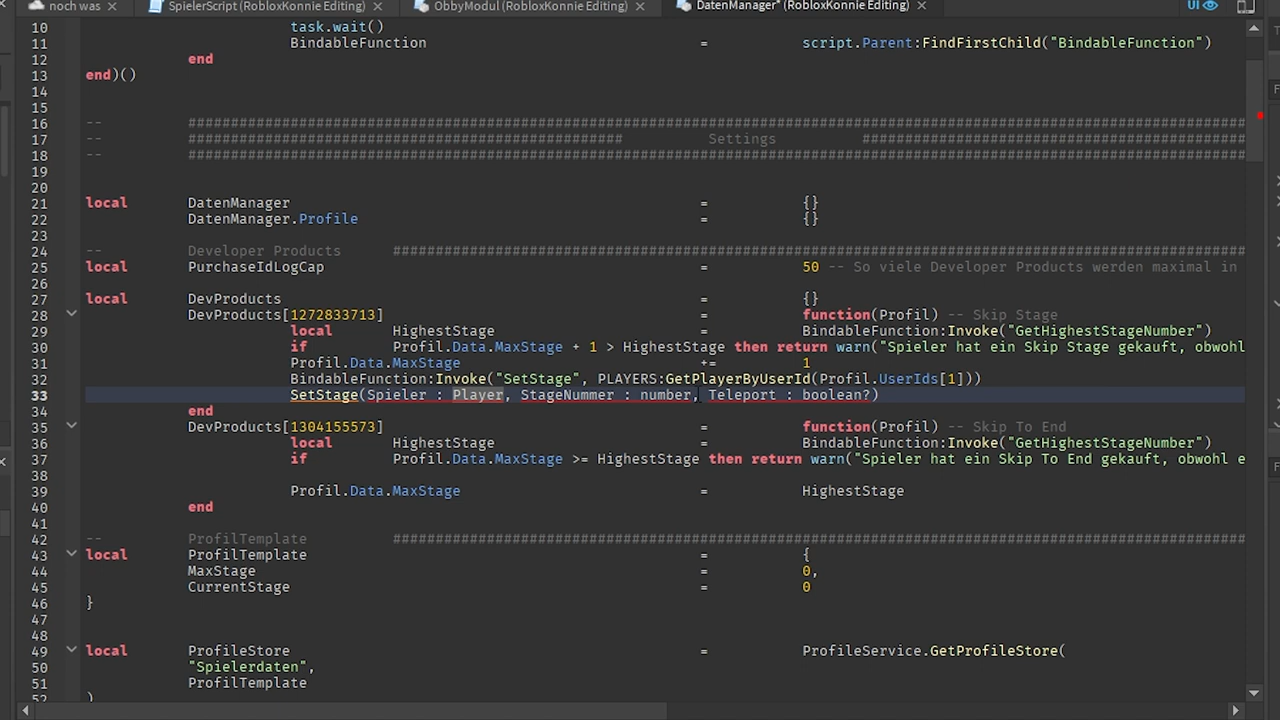 noch was × SpielerScript (RobloxKonnie Editing) × ObbyModul (RobloxKonnie Editing) × DatenManager* (RobloxKonnie Editing) × UI
10 task.wait()
11 BindableFunction = script.Parent:FindFirstChild("BindableFunction")
12 end
13 end)()
14
15
16 -- ############################################################################################################################
17 -- ################################################### Settings #############################################
18 -- ############################################################################################################################
19
20
21 local DatenManager = {}
22 DatenManager.Profile = {}
23
24 -- Developer Products ####################################################################################################
25 local PurchaseIdLogCap = 50 -- So viele Developer Products werden maximal in
26
27 local DevProducts = {}
28 DevProducts[1272833713] = function(Profil) -- Skip Stage
29 local HighestStage = BindableFunction:Invoke("GetHighestStageNumber")
30 if Profil.Data.MaxStage + 1 > HighestStage then return warn("Spieler hat ein Skip Stage gekauft, obwohl
31 Profil.Data.MaxStage += 1
32 BindableFunction:Invoke("SetStage", PLAYERS:GetPlayerByUserId(Profil.UserIds[1]))
33 SetStage(Spieler : Player, StageNummer : number, Teleport : boolean?)
34 end
35 DevProducts[1304155573] = function(Profil) -- Skip To End
36 local HighestStage = BindableFunction:Invoke("GetHighestStageNumber")
37 if Profil.Data.MaxStage >= HighestStage then return warn("Spieler hat ein Skip To End gekauft, obwohl e
38
39 Profil.Data.MaxStage = HighestStage
40 end
41
42 -- ProfilTemplate ####################################################################################################
43 local ProfilTemplate = {
44 MaxStage = 0,
45 CurrentStage = 0
46 }
47
48
49 local ProfileStore = ProfileService.GetProfileStore(
50 "Spielerdaten",
51 ProfilTemplate
52 )